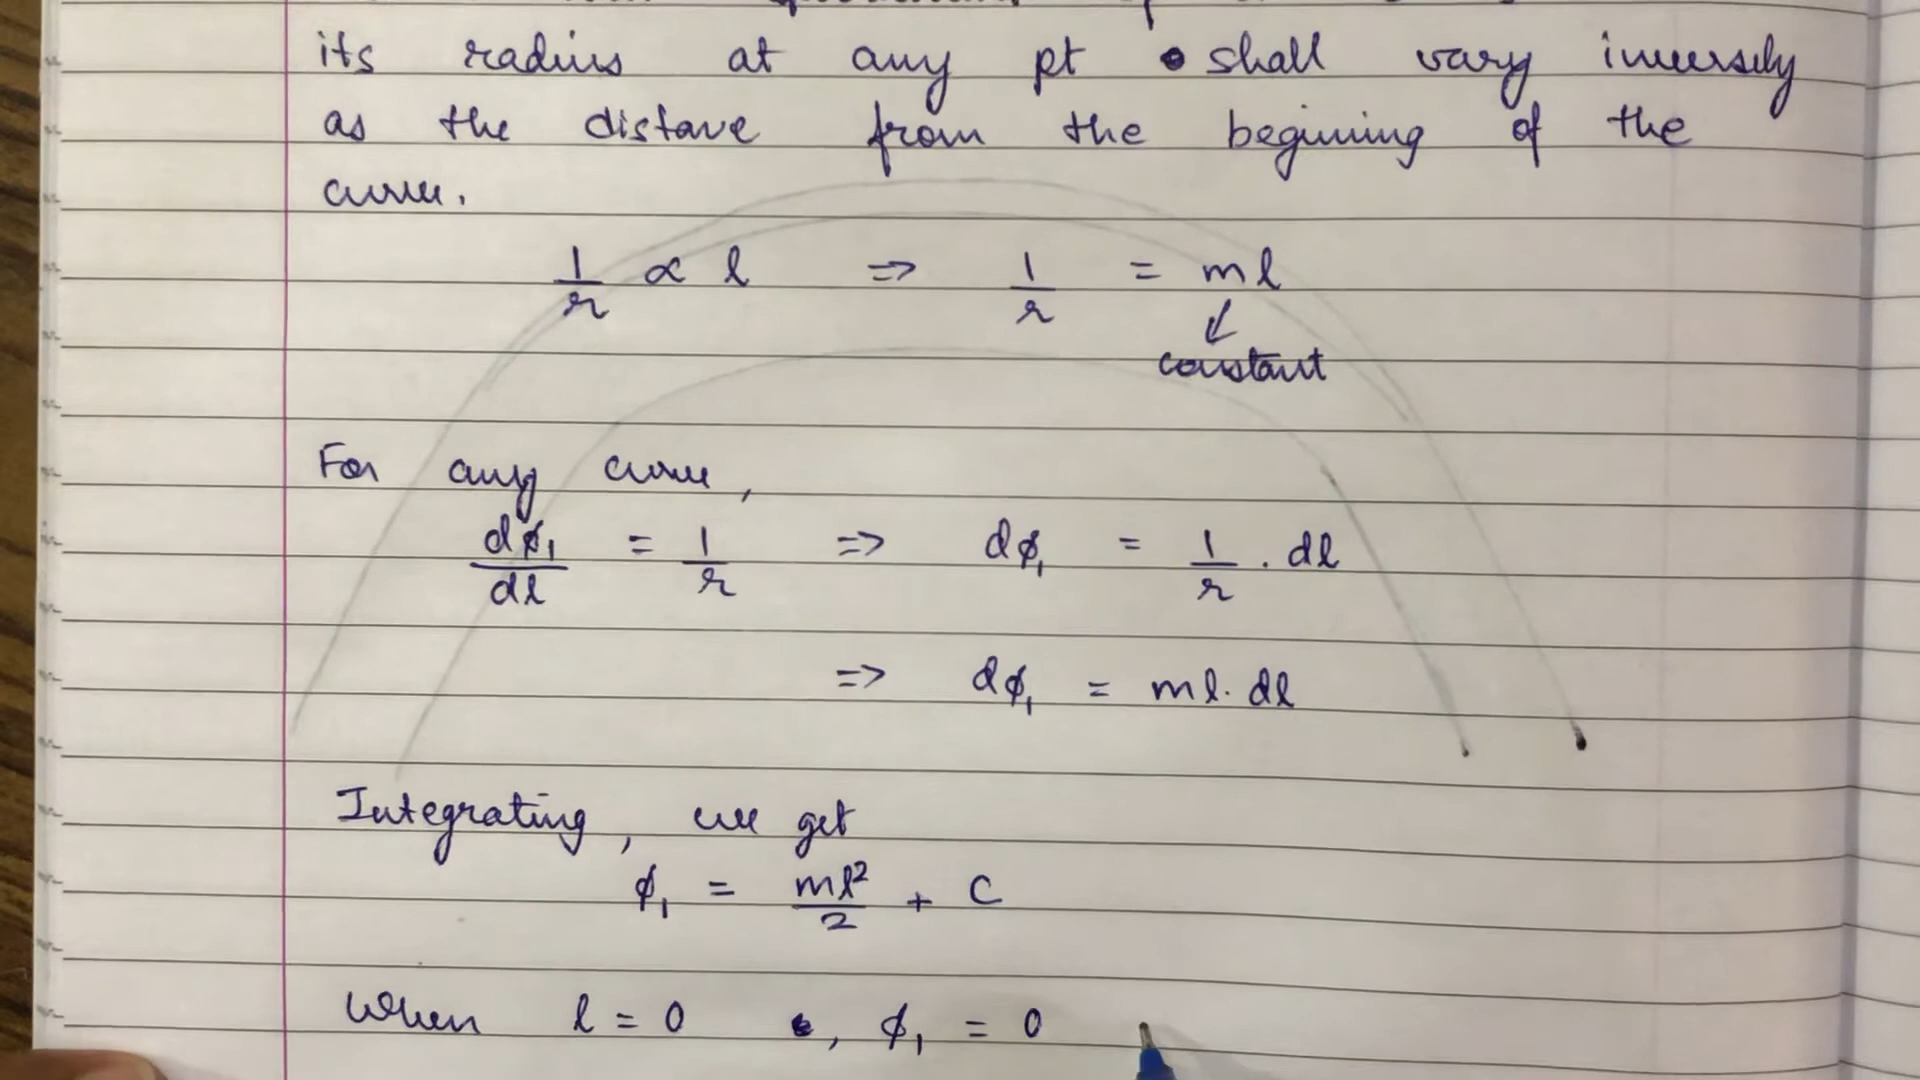 its radius at any pt shall vary inversely
as the distance from the begining of the
curve.
1/r ∝ l ⇒ 1/r = ml
↓
constant
For any curve,
dϕ₁/dl = 1/r ⇒ dϕ₁ = 1/r . dl
⇒ dϕ₁ = ml. dl
Integrating, we get
ϕ₁ = ml²/2 + C
When l = 0 , ϕ₁ = 0